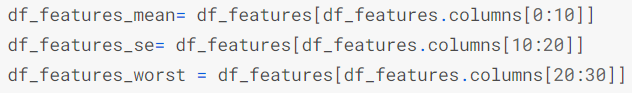 df_features_mean= df_features[df_features.columns[0:10]]
df_features_se= df_features[df_features.columns[10:20]]
df_features_worst = df_features[df_features.columns[20:30]]